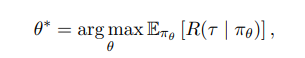 θ* = arg max_θ 𝔼_{π_θ} [R(τ | π_θ)],